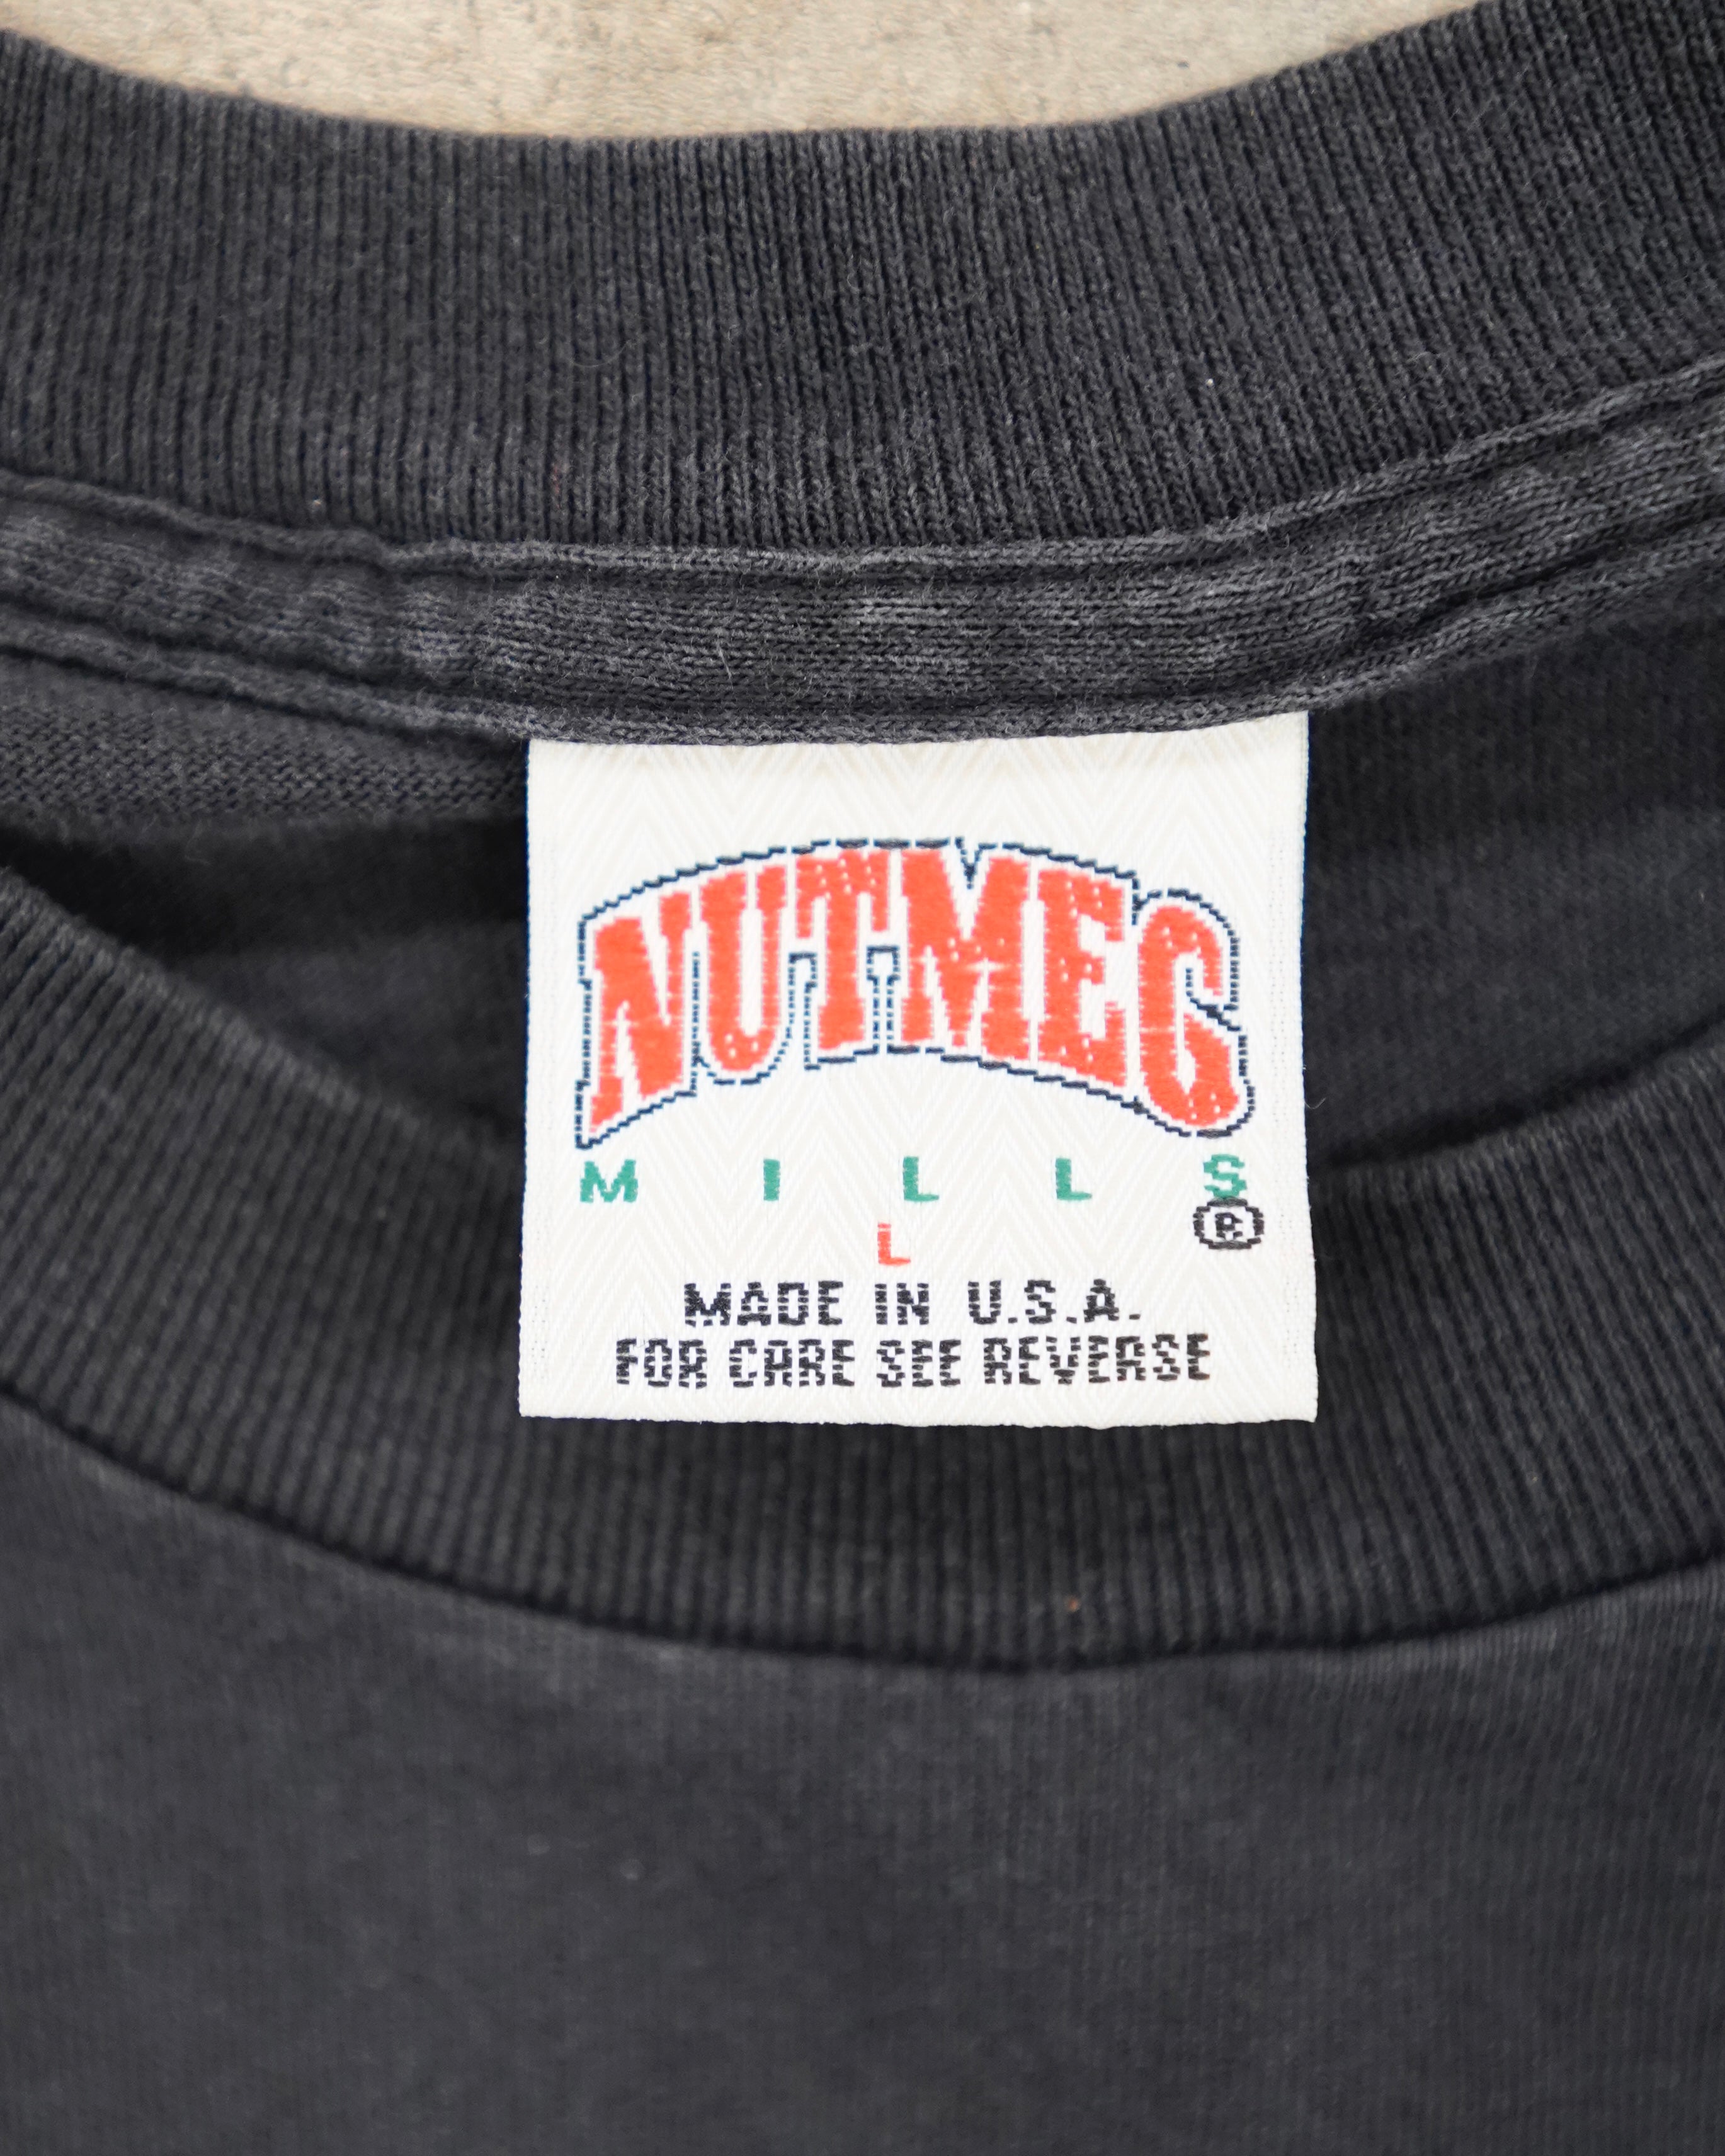 NUTMEG
MILLS
®
L
MADE IN U.S.A.
FOR CARE SEE REVERSE